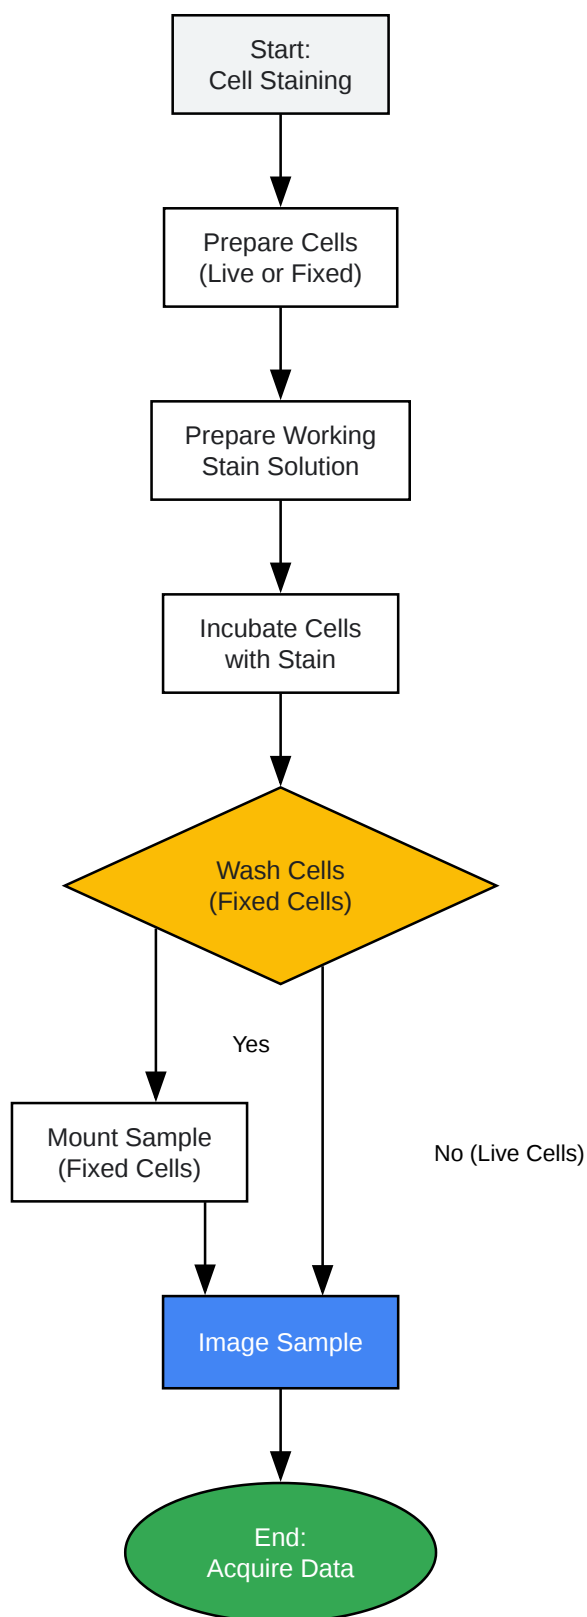 Start:
Cell Staining
Prepare Cells
(Live or Fixed)
Prepare Working
Stain Solution
Incubate Cells
with Stain
Wash Cells
(Fixed Cells)
Yes
Mount Sample
(Fixed Cells)
No (Live Cells)
Image Sample
End:
Acquire Data